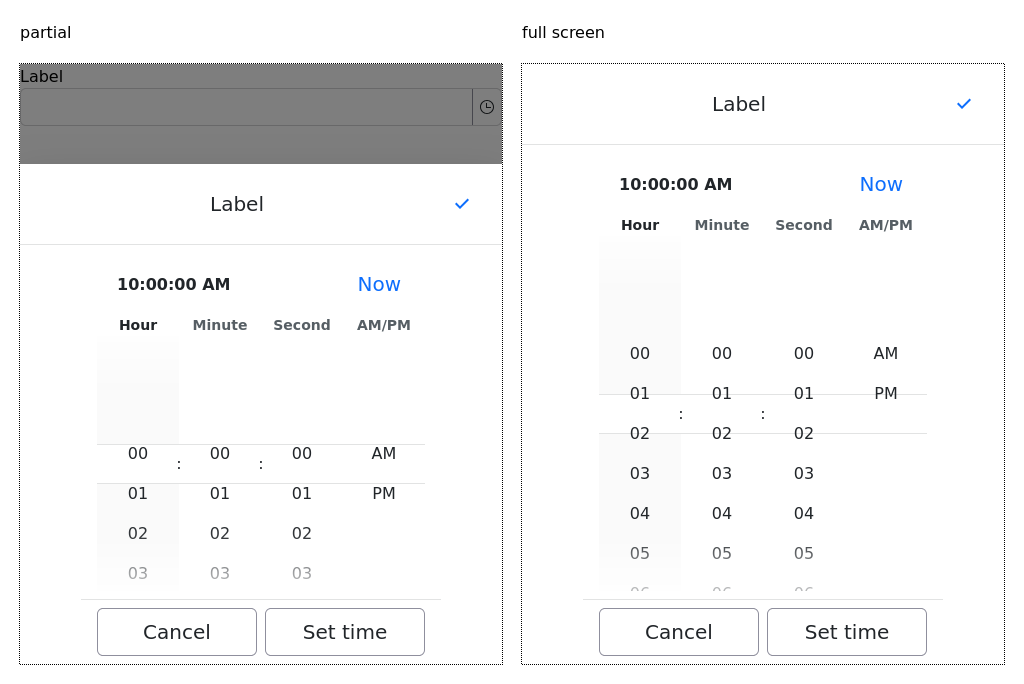 partial
Label
Label
10:00:00 AM Now
Hour Minute Second AM/PM
00 : 00 : 00 AM
01 01 01 PM
02 02 02
03 03 03
Cancel Set time
full screen
Label
10:00:00 AM Now
Hour Minute Second AM/PM
00 00 00 AM
01 01 01 PM
: :
02 02 02
03 03 03
04 04 04
05 05 05
06 06 06
Cancel Set time